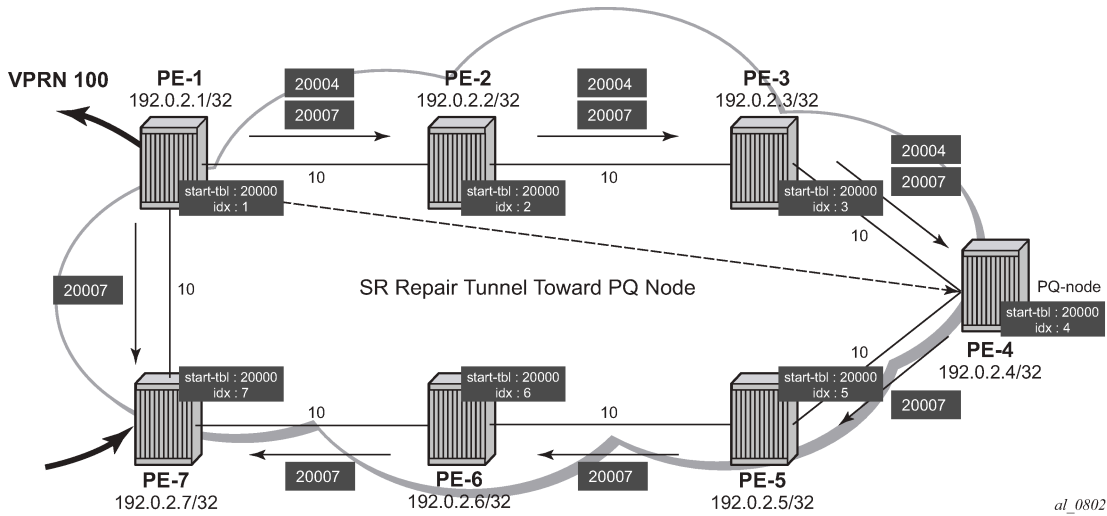 VPRN 100
PE-1
192.0.2.1/32
20004
20007
PE-2
192.0.2.2/32
20004
20007
PE-3
192.0.2.3/32
20004
20007
start-tbl : 20000
idx : 1
10
start-tbl : 20000
idx : 2
10
start-tbl : 20000
idx : 3
10
20007
10
SR Repair Tunnel Toward PQ Node
PQ-node
start-tbl : 20000
idx : 4
PE-4
192.0.2.4/32
start-tbl : 20000
idx : 7
10
start-tbl : 20000
idx : 6
10
start-tbl : 20000
idx : 5
10
20007
20007
20007
PE-7
192.0.2.7/32
PE-6
192.0.2.6/32
PE-5
192.0.2.5/32
al_0802